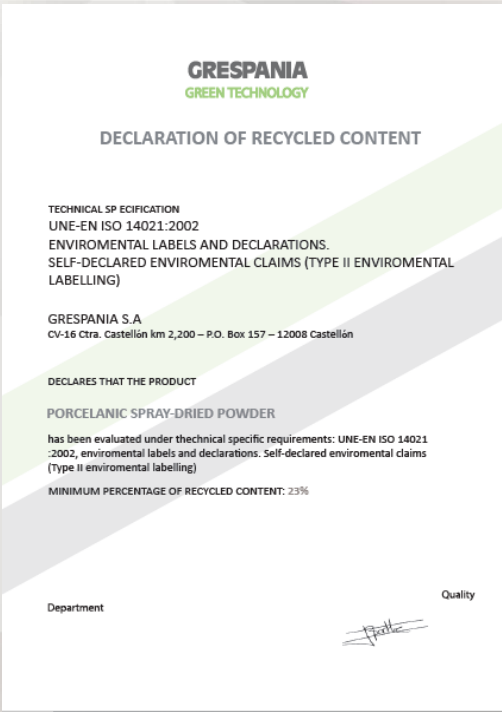 GRESPANIA
GREEN TECHNOLOGY
DECLARATION OF RECYCLED CONTENT
TECHNICAL SP ECIFICATION
UNE-EN ISO 14021:2002
ENVIROMENTAL LABELS AND DECLARATIONS.
SELF-DECLARED ENVIROMENTAL CLAIMS (TYPE II ENVIROMENTAL
LABELLING)
GRESPANIA S.A
CV-16 Ctra. Castellón km 2,200 – P.O. Box 157 – 12008 Castellón
DECLARES THAT THE PRODUCT
PORCELANIC SPRAY-DRIED POWDER
has been evaluated under thechnical specific requirements: UNE-EN ISO 14021
:2002, enviromental labels and declarations. Self-declared enviromental claims
(Type II enviromental labelling)
MINIMUM PERCENTAGE OF RECYCLED CONTENT: 23%
Quality
Department